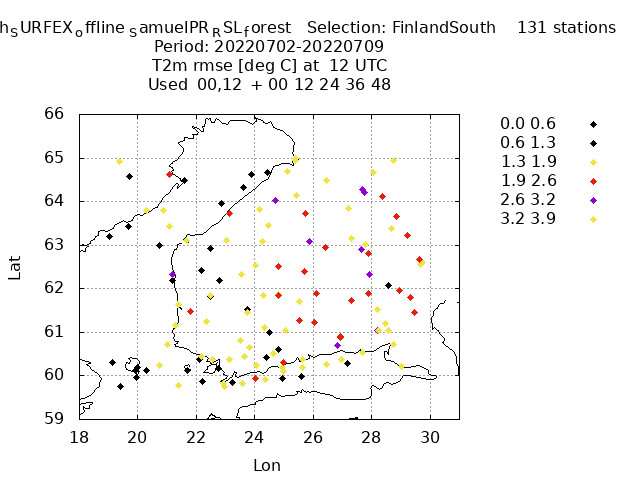 hSURFEXoffline SamuelPRRSLforest   Selection: FinlandSouth   131 stations
Period: 20220702-20220709
T2m rmse [deg C] at  12 UTC
Used  00,12  + 00 12 24 36 48
66
65
64
63
62
61
60
59
18 20 22 24 26 28 30
Lat
Lon
0.0 0.6
0.6 1.3
1.3 1.9
1.9 2.6
2.6 3.2
3.2 3.9